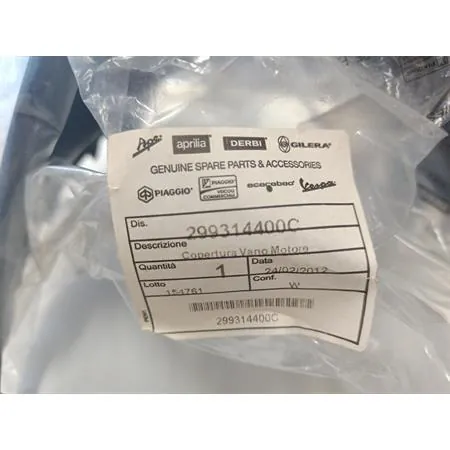 Ape aprilia DERBI GILERA
GENUINE SPARE PARTS & ACCESSORIES
PIAGGIO PIAGGIO VEICOLI COMMERCIALI scarabeo Vespa
Dis. 299314400C
Descrizione Copertura Vano Motore
Quantità 1 Data 24/02/2012
Lotto 154761 Conf. W
299314400C